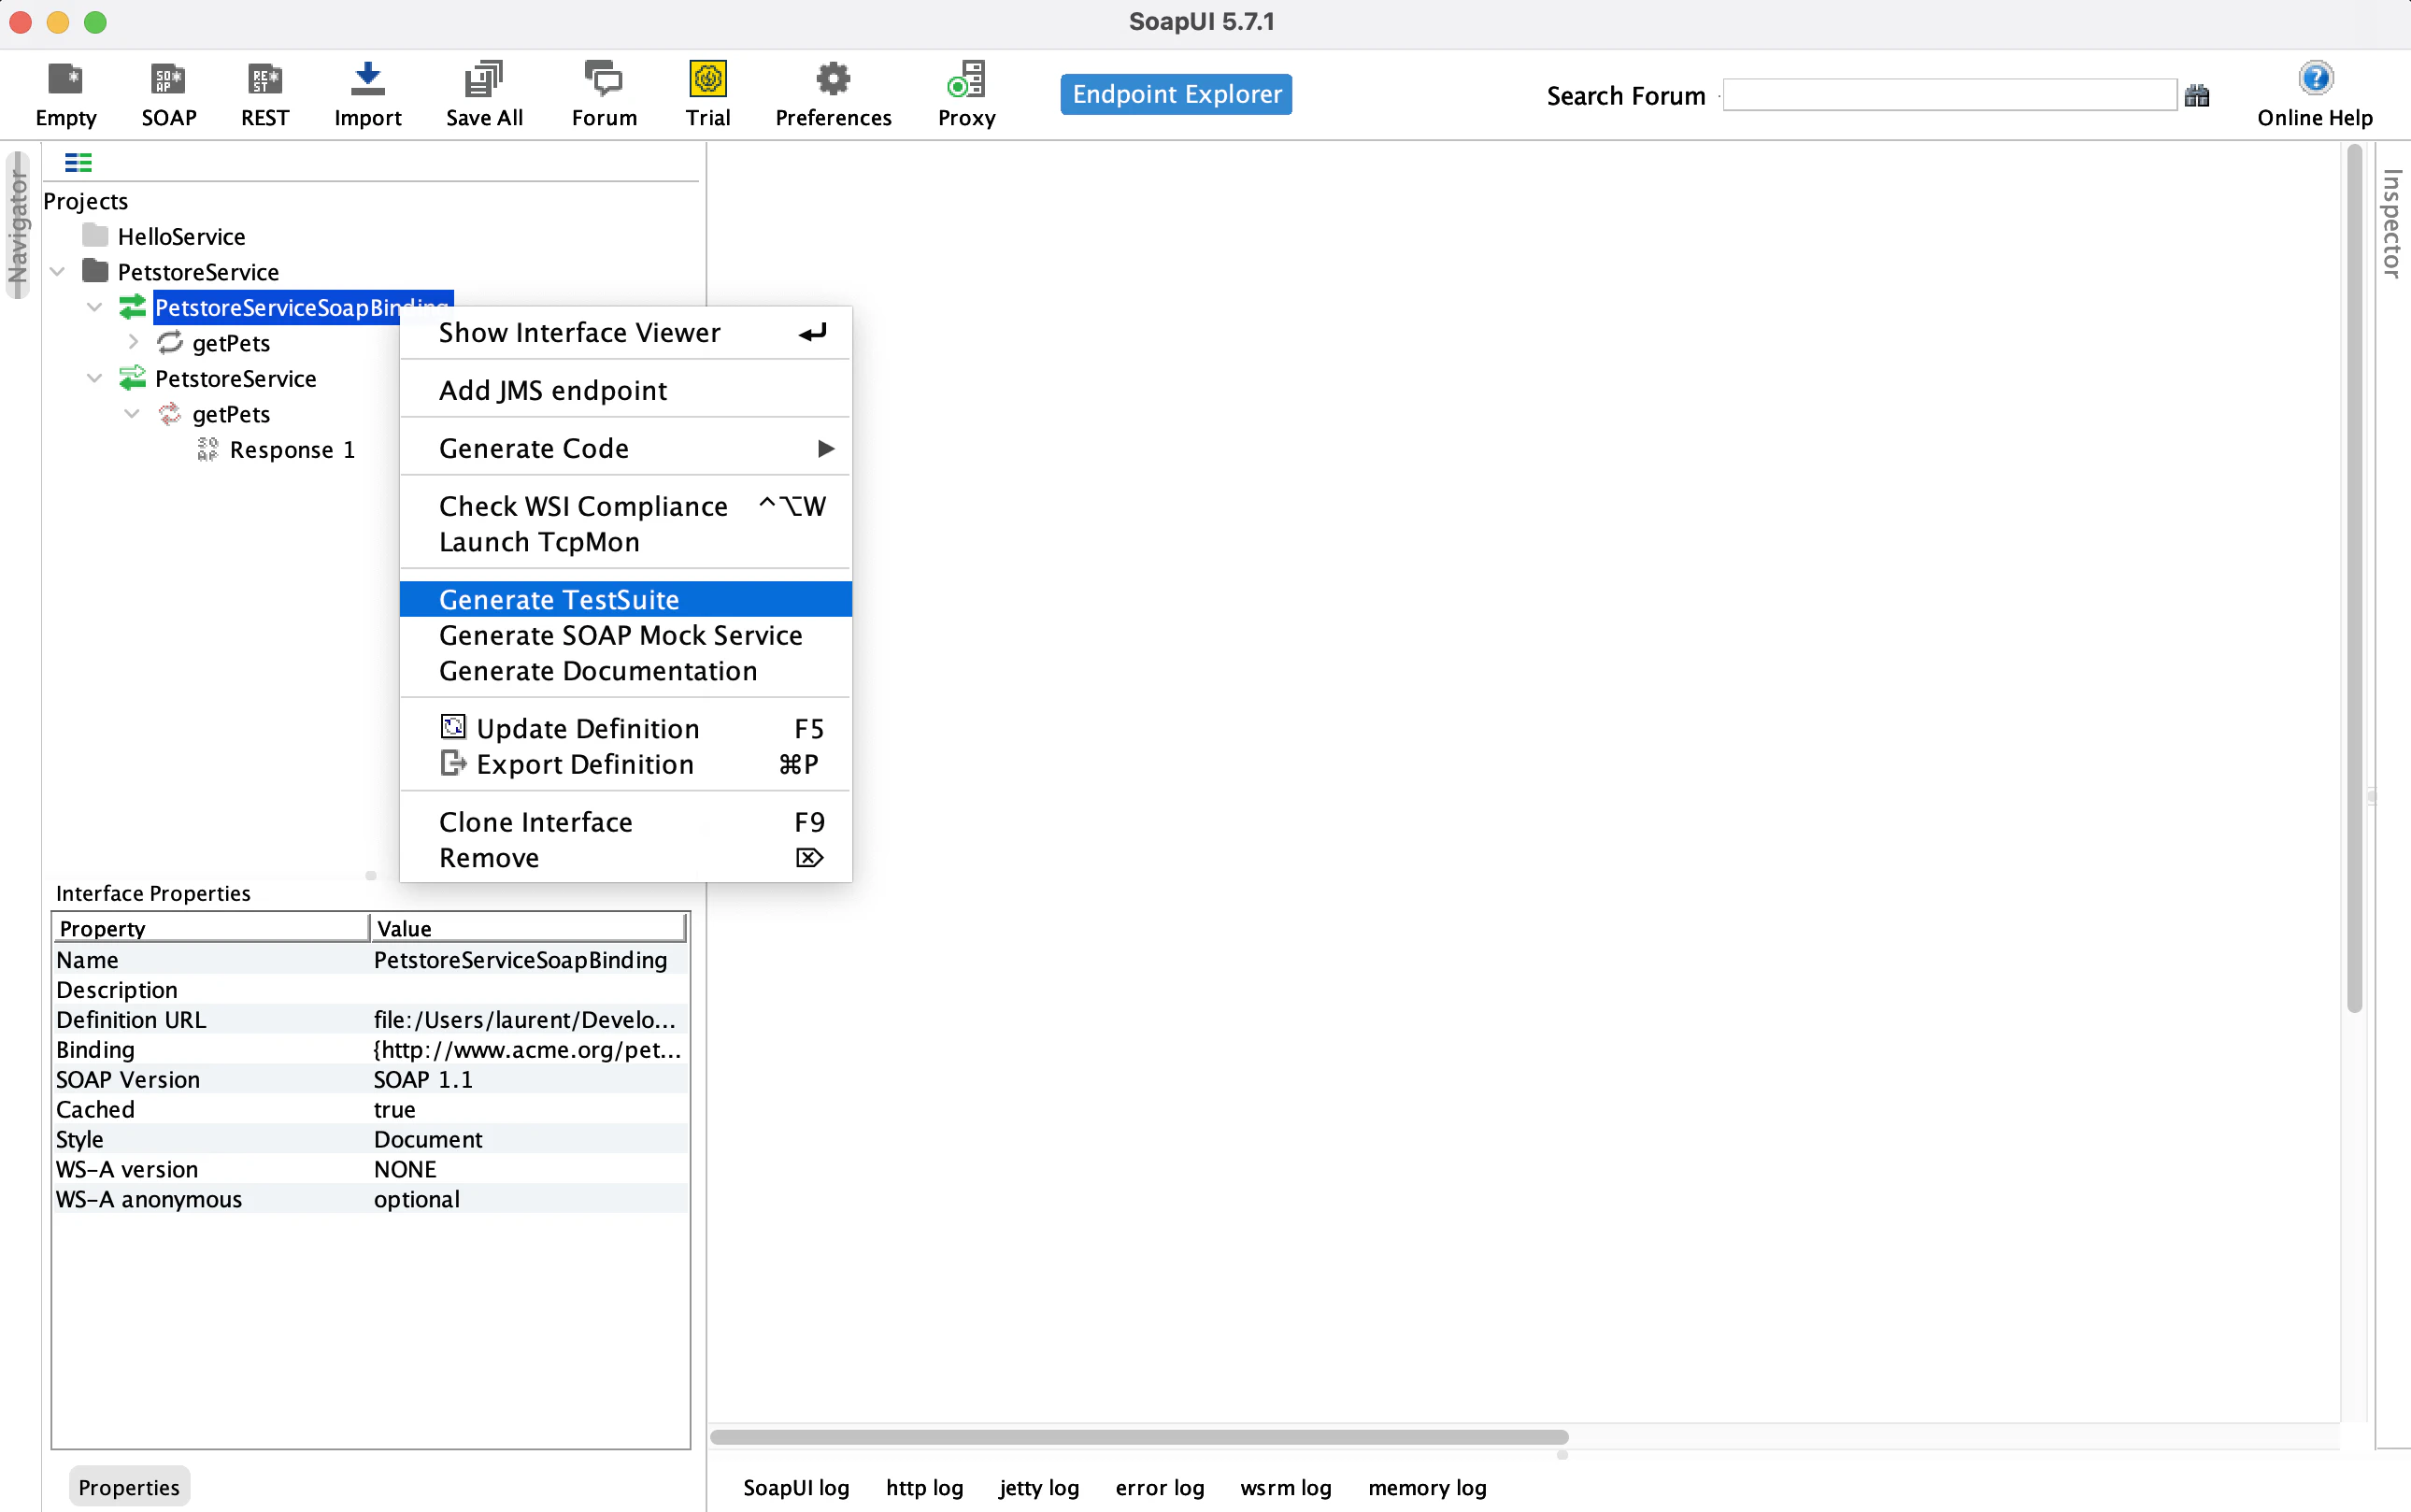 SoapUI 5.7.1
Empty
SOAP
REST
Import
Save All
Forum
Trial
Preferences
Proxy
Endpoint Explorer
Search Forum
Online Help
Navigator
Inspector
Projects
HelloService
PetstoreService
PetstoreServiceSoapBinding
getPets
PetstoreService
getPets
Response 1
Show Interface Viewer
Add JMS endpoint
Generate Code
Check WSI Compliance ^⌥W
Launch TcpMon
Generate TestSuite
Generate SOAP Mock Service
Generate Documentation
Update Definition F5
Export Definition ⌘P
Clone Interface F9
Remove ⌦
Interface Properties
Property Value
Name PetstoreServiceSoapBinding
Description
Definition URL file:/Users/laurent/Develo...
Binding {http://www.acme.org/pet...
SOAP Version SOAP 1.1
Cached true
Style Document
WS-A version NONE
WS-A anonymous optional
Properties
SoapUI log http log jetty log error log wsrm log memory log